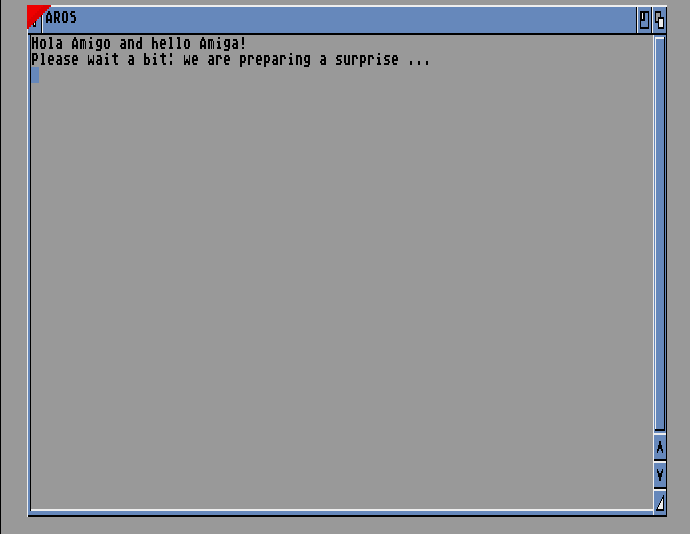 AROS
Hola Amigo and hello Amiga!
Please wait a bit; we are preparing a surprise ...